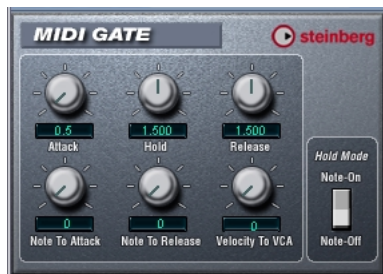 MIDI GATE
steinberg
0.5
1.500
1.500
Attack
Hold
Release
0
0
0
Note To Attack
Note To Release
Velocity To VCA
Hold Mode
Note-On
Note-Off